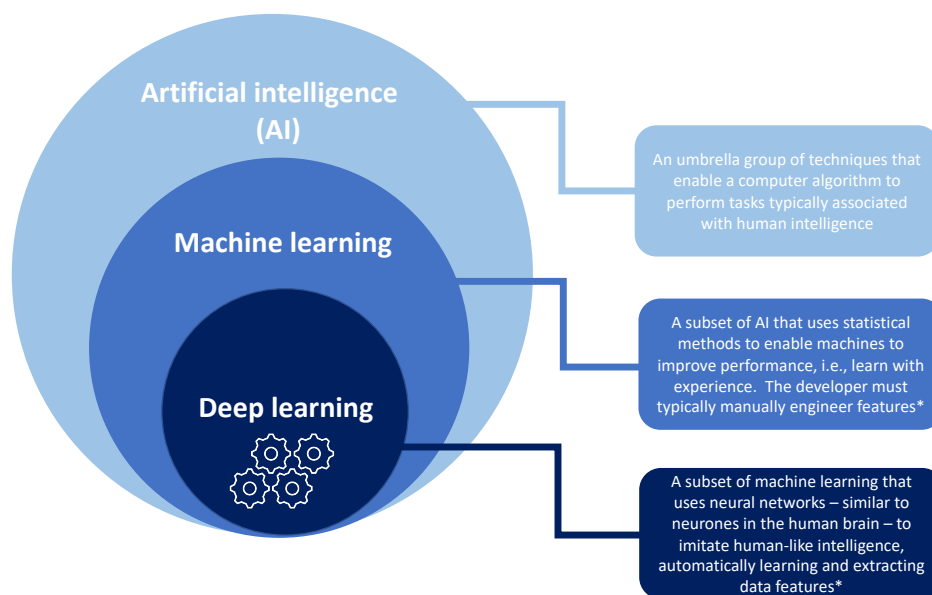 Artificial intelligence
(AI)
Machine learning
Deep learning
An umbrella group of techniques that
enable a computer algorithm to
perform tasks typically associated
with human intelligence
A subset of AI that uses statistical
methods to enable machines to
improve performance, i.e., learn with
experience.  The developer must
typically manually engineer features*
A subset of machine learning that
uses neural networks – similar to
neurones in the human brain – to
imitate human-like intelligence,
automatically learning and extracting
data features*